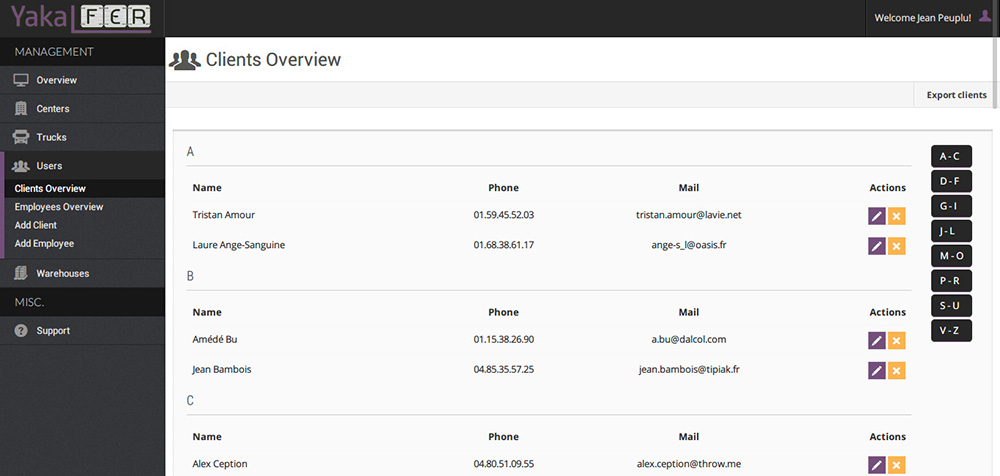 Yaka FER
Welcome Jean Peuplu!
MANAGEMENT
Overview
Centers
Trucks
Users
Clients Overview
Employees Overview
Add Client
Add Employee
Warehouses
MISC.
Support
Clients Overview
Export clients
A
Name Phone Mail Actions
Tristan Amour 01.59.45.52.03 tristan.amour@lavie.net
Laure Ange-Sanguine 01.68.38.61.17 ange-s_l@oasis.fr
B
Name Phone Mail Actions
Amédé Bu 01.15.38.26.90 a.bu@dalcol.com
Jean Bambois 04.85.35.57.25 jean.bambois@tipiak.fr
C
Name Phone Mail Actions
Alex Ception 04.80.51.09.55 alex.ception@throw.me
A - C
D - F
G - I
J - L
M - O
P - R
S - U
V - Z